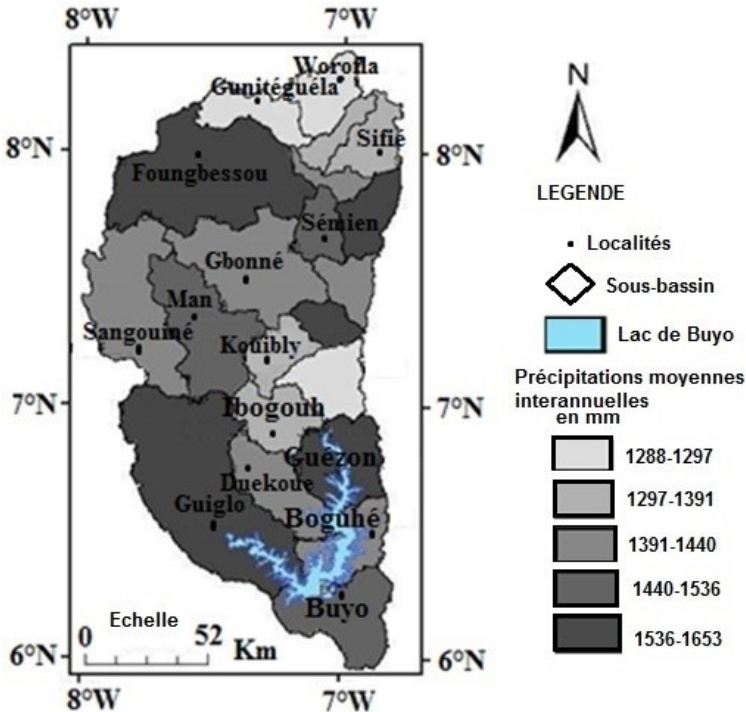 8°W
7°W
Worofla
Gunitéguéla
8°N
Sifié
8°N
Foungbessou
Sémien
Gbonné
Man
Sangouiné
Kouibly
7°N
7°N
Ibogouh
Guézon
Duekoue
Guiglo
Boguhé
Buyo
Echelle
0
52
Km
6°N
6°N
8°W
7°W
N
LEGENDE
Localités
Sous-bassin
Lac de Buyo
Précipitations moyennes
interannuelles
en mm
1288-1297
1297-1391
1391-1440
1440-1536
1536-1653